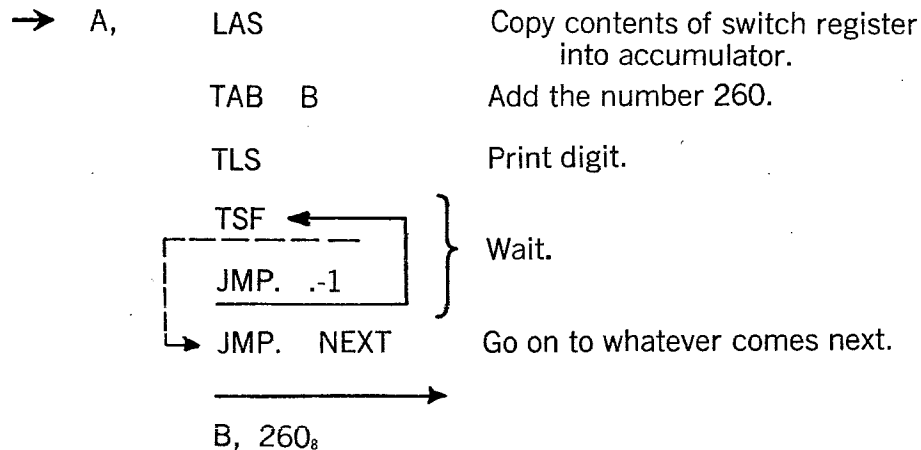 A, LAS Copy contents of switch register
into accumulator.
TAB B Add the number 260.
TLS Print digit.
TSF
Wait.
JMP. .-1
JMP. NEXT Go on to whatever comes next.
B, 260₈